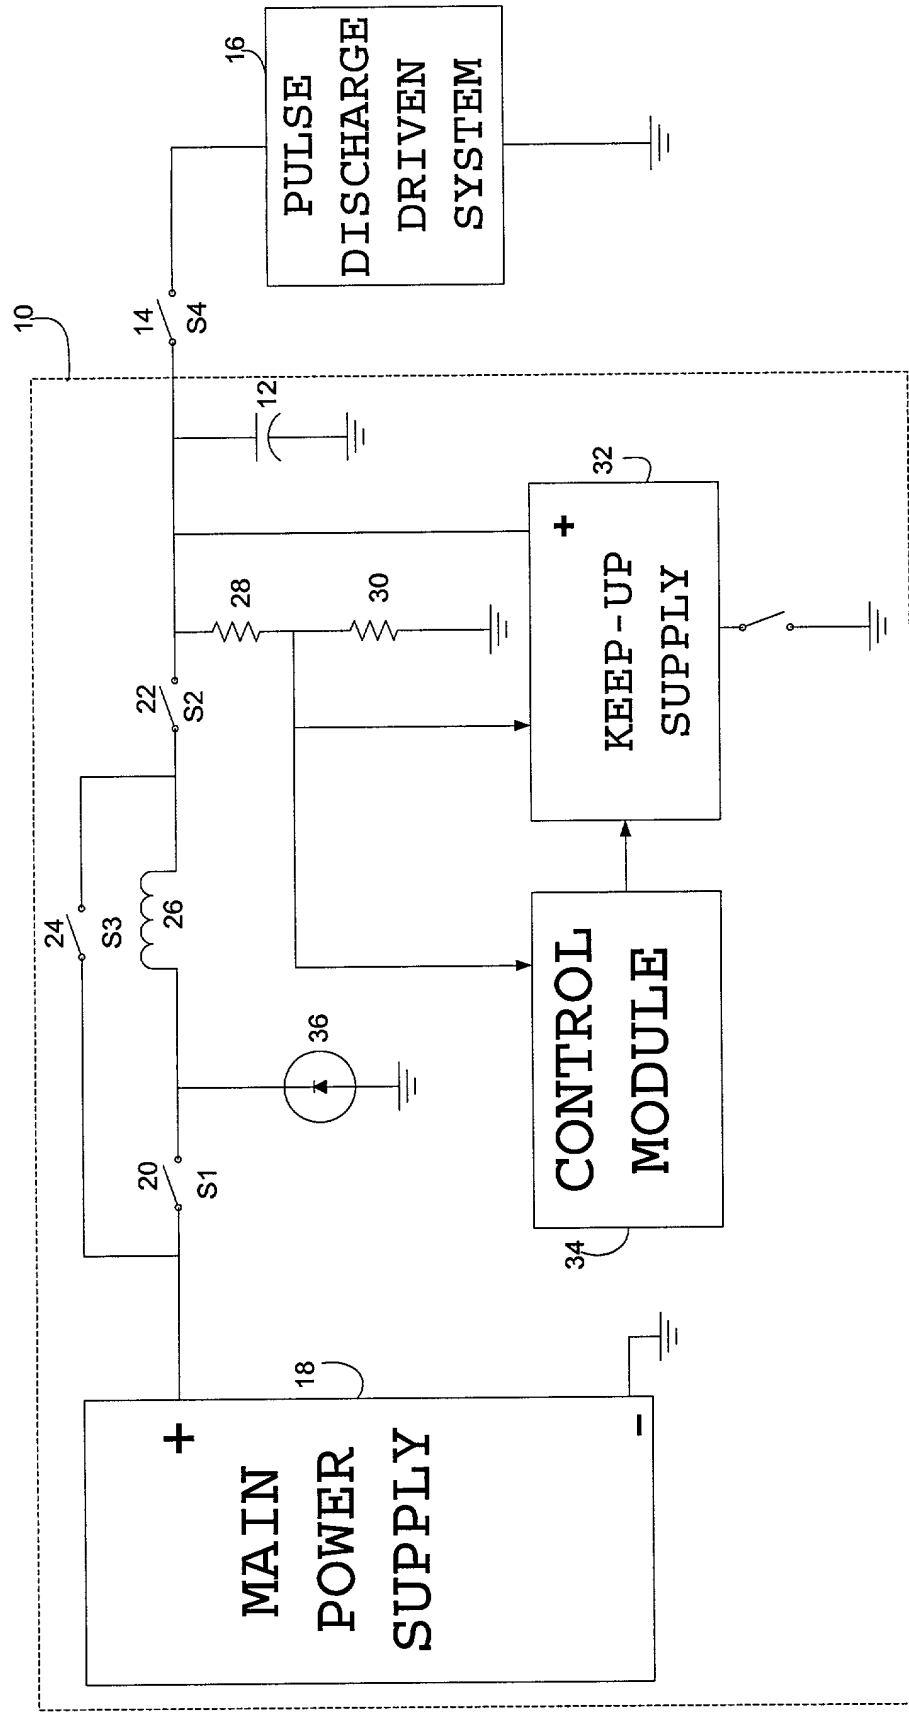 10
24
S3
20
S1
26
22
S2
14
S4
16
PULSE
DISCHARGE
DRIVEN
SYSTEM
12
28
30
36
18
+
MAIN
POWER
SUPPLY
-
34
CONTROL
MODULE
32
+
KEEP-UP
SUPPLY